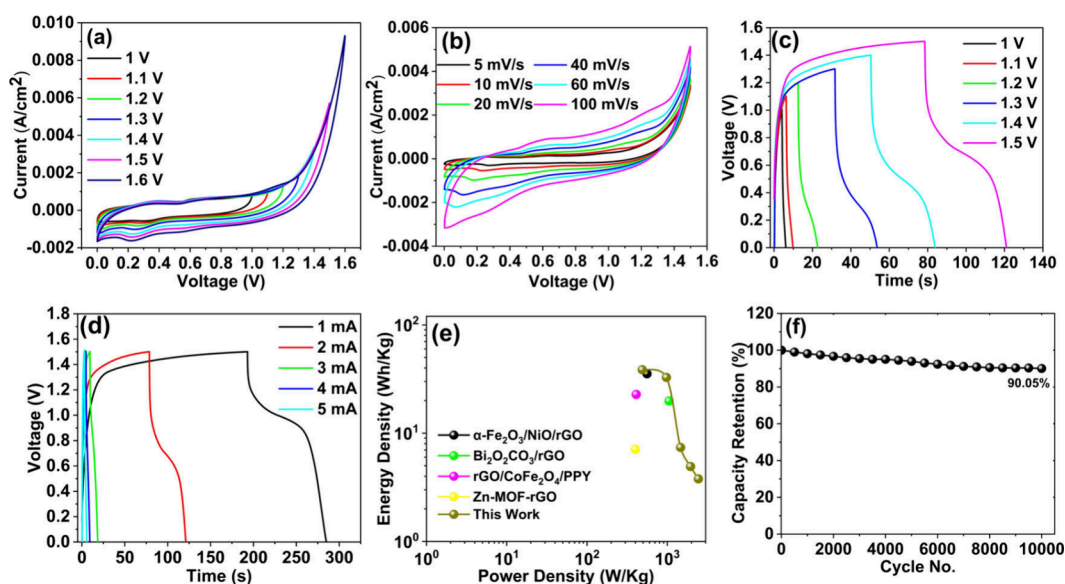 (a)
0.010
0.008
0.006
0.004
0.002
0.000
-0.002
Current (A/cm²)
1 V
1.1 V
1.2 V
1.3 V
1.4 V
1.5 V
1.6 V
0.0 0.2 0.4 0.6 0.8 1.0 1.2 1.4 1.6
Voltage (V)
(b)
0.006
0.004
0.002
0.000
-0.002
-0.004
Current (A/cm²)
5 mV/s 40 mV/s
10 mV/s 60 mV/s
20 mV/s 100 mV/s
0.0 0.2 0.4 0.6 0.8 1.0 1.2 1.4 1.6
Voltage (V)
(c)
1.6
1.4
1.2
1.0
0.8
0.6
0.4
0.2
0.0
Voltage (V)
1 V
1.1 V
1.2 V
1.3 V
1.4 V
1.5 V
0 20 40 60 80 100 120 140
Time (s)
(d)
1.8
1.6
1.4
1.2
1.0
0.8
0.6
0.4
0.2
0.0
Voltage (V)
1 mA
2 mA
3 mA
4 mA
5 mA
0 50 100 150 200 250 300
Time (s)
(e)
10²
10¹
10⁰
Energy Density (Wh/Kg)
α-Fe₂O₃/NiO/rGO
Bi₂O₂CO₃/rGO
rGO/CoFe₂O₄/PPY
Zn-MOF-rGO
This Work
10⁰ 10¹ 10² 10³
Power Density (W/Kg)
(f)
120
100
80
60
40
20
0
Capacity Retention (%)
90.05%
0 2000 4000 6000 8000 10000
Cycle No.